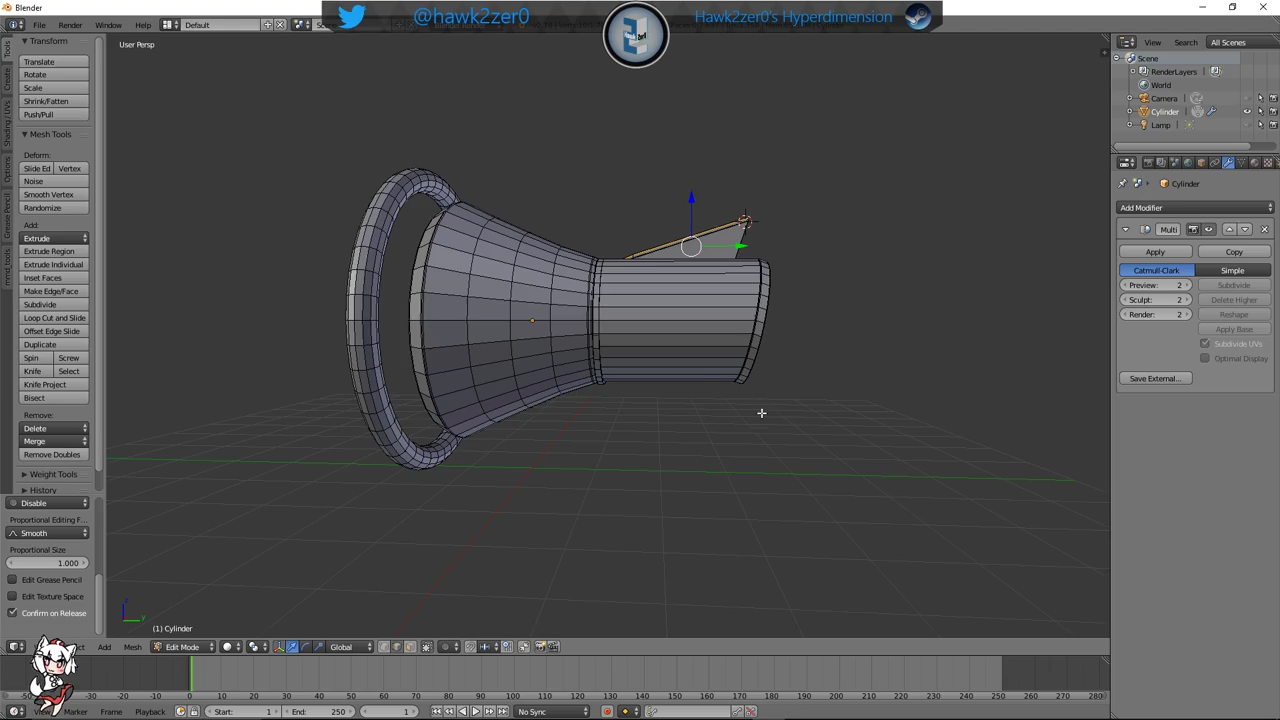 Blender
@hawk2zer0
Hawk2zer0's Hyperdimension
File
Render
Window
Help
Default
View
Search
All Scenes
Tools
Create
Shading / UVs
Options
Grease Pencil
mmd_tools
Transform
Translate
Rotate
Scale
Shrink/Fatten
Push/Pull
Mesh Tools
Deform:
Slide Ed
Vertex
Noise
Smooth Vertex
Randomize
Add:
Extrude
Extrude Region
Extrude Individual
Inset Faces
Make Edge/Face
Subdivide
Loop Cut and Slide
Offset Edge Slide
Duplicate
Spin
Screw
Knife
Select
Knife Project
Bisect
Remove:
Delete
Merge
Remove Doubles
Weight Tools
History
Disable
Proportional Editing F...
Smooth
Proportional Size
1.000
Edit Grease Pencil
Edit Texture Space
Confirm on Release
User Persp
(1) Cylinder
Scene
RenderLayers
World
Camera
Cylinder
Lamp
Cylinder
Add Modifier
Multi
Apply
Copy
Catmull-Clark
Simple
Preview: 2
Subdivide
Sculpt: 2
Delete Higher
Render: 2
Reshape
Apply Base
Subdivide UVs
Optimal Display
Save External...
Add
Mesh
Edit Mode
Global
-30
-20
-10
0
10
20
30
40
50
60
70
80
90
100
110
120
130
140
150
160
170
180
190
200
210
220
230
240
250
260
270
280
Marker
Frame
Playback
Start: 1
End: 250
1
No Sync